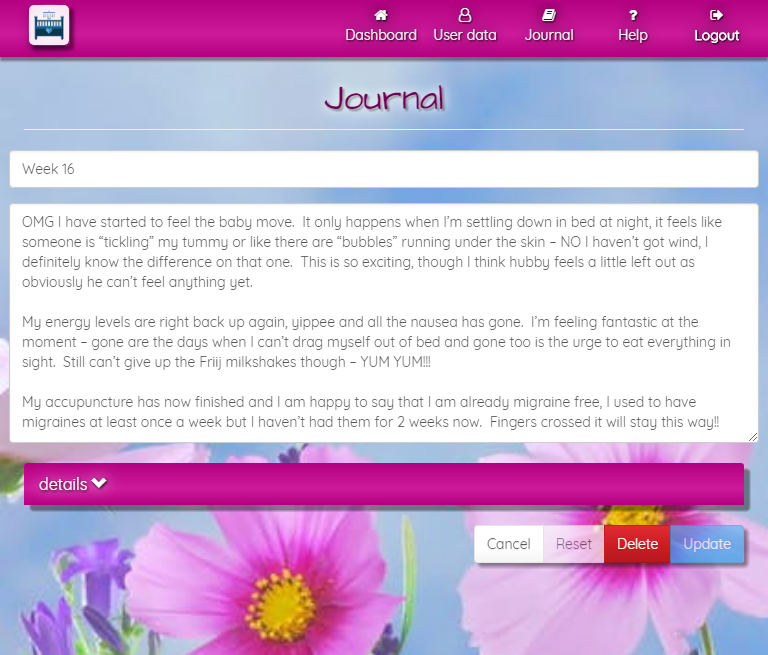 Dashboard User data Journal Help Logout
Journal
Week 16
OMG I have started to feel the baby move.  It only happens when I'm settling down in bed at night, it feels like
someone is “tickling” my tummy or like there are “bubbles” running under the skin – NO I haven't got wind, I
definitely know the difference on that one.  This is so exciting, though I think hubby feels a little left out as
obviously he can't feel anything yet.
My energy levels are right back up again, yippee and all the nausea has gone.  I'm feeling fantastic at the
moment – gone are the days when I can't drag myself out of bed and gone too is the urge to eat everything in
sight.  Still can't give up the Friij milkshakes though – YUM YUM!!!
My accupuncture has now finished and I am happy to say that I am already migraine free, I used to have
migraines at least once a week but I haven't had them for 2 weeks now.  Fingers crossed it will stay this way!!
details
Cancel Reset Delete Update